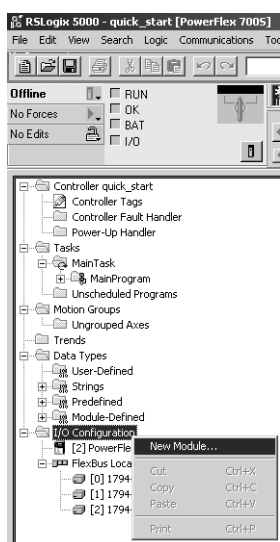 RSLogix 5000 - quick_start [PowerFlex 700S]
File Edit View Search Logic Communications Too
Offline
RUN
No Forces
OK
BAT
No Edits
I/O
Controller quick_start
Controller Tags
Controller Fault Handler
Power-Up Handler
Tasks
MainTask
MainProgram
Unscheduled Programs
Motion Groups
Ungrouped Axes
Trends
Data Types
User-Defined
Strings
Predefined
Module-Defined
I/O Configuration
New Module...
[2] PowerFle
Cut Ctrl+X
FlexBus Loca
Copy Ctrl+C
[0] 1794-
Paste Ctrl+V
[1] 1794-
[2] 1794-
Print Ctrl+P